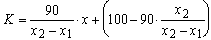 K = 90/(x₂ − x₁) · x + (100 − 90 · x₂/(x₂ − x₁))